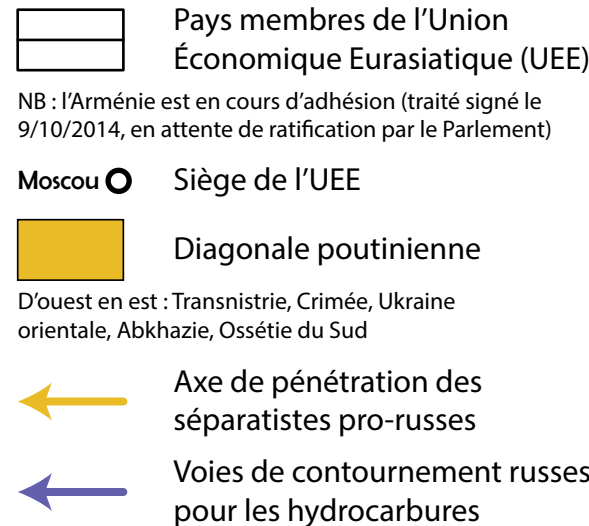 Pays membres de l’Union
Économique Eurasiatique (UEE)
NB : l’Arménie est en cours d’adhésion (traité signé le
9/10/2014, en attente de ratification par le Parlement)
Moscou Siège de l’UEE
Diagonale poutinienne
D’ouest en est : Transnistrie, Crimée, Ukraine
orientale, Abkhazie, Ossétie du Sud
Axe de pénétration des
séparatistes pro-russes
Voies de contournement russes
pour les hydrocarbures